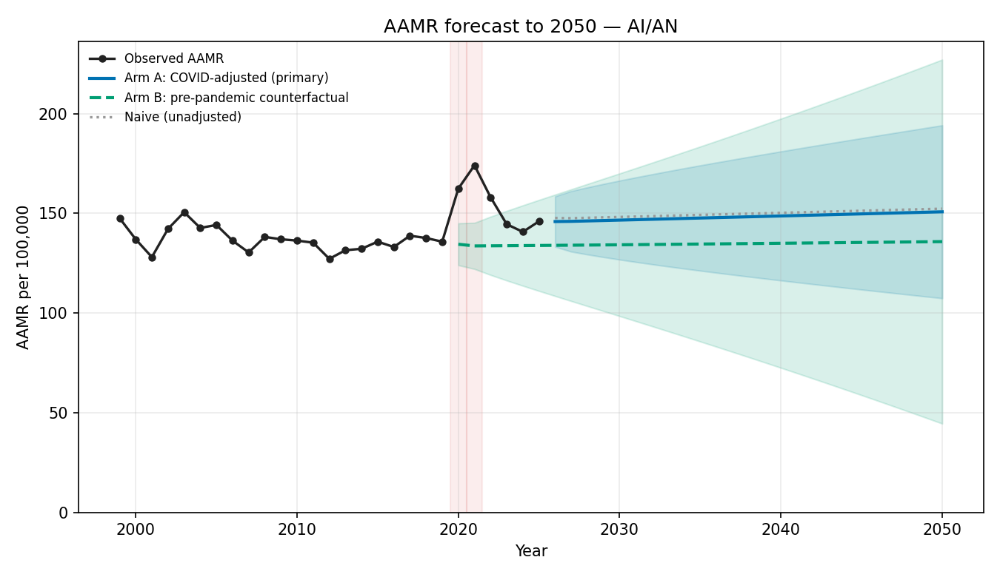 AAMR forecast to 2050 — AI/AN
Observed AAMR
Arm A: COVID-adjusted (primary)
Arm B: pre-pandemic counterfactual
Naive (unadjusted)
AAMR per 100,000
200
150
100
50
0
2000 2010 2020 2030 2040 2050
Year